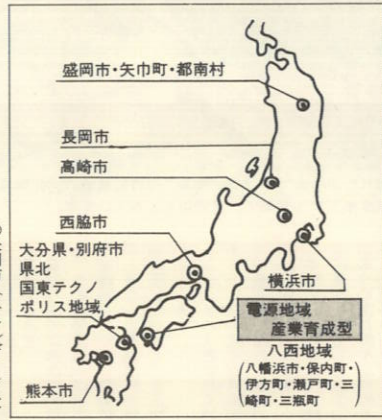 盛岡市・矢巾町・都南村
長岡市
高崎市
西脇市
大分県・別府市
県北
国東テクノ
ポリス地域
熊本市
横浜市
電源地域
産業育成型
八西地域
(八幡浜市・保内町・
伊方町・瀬戸町・三
崎町・三瓶町)